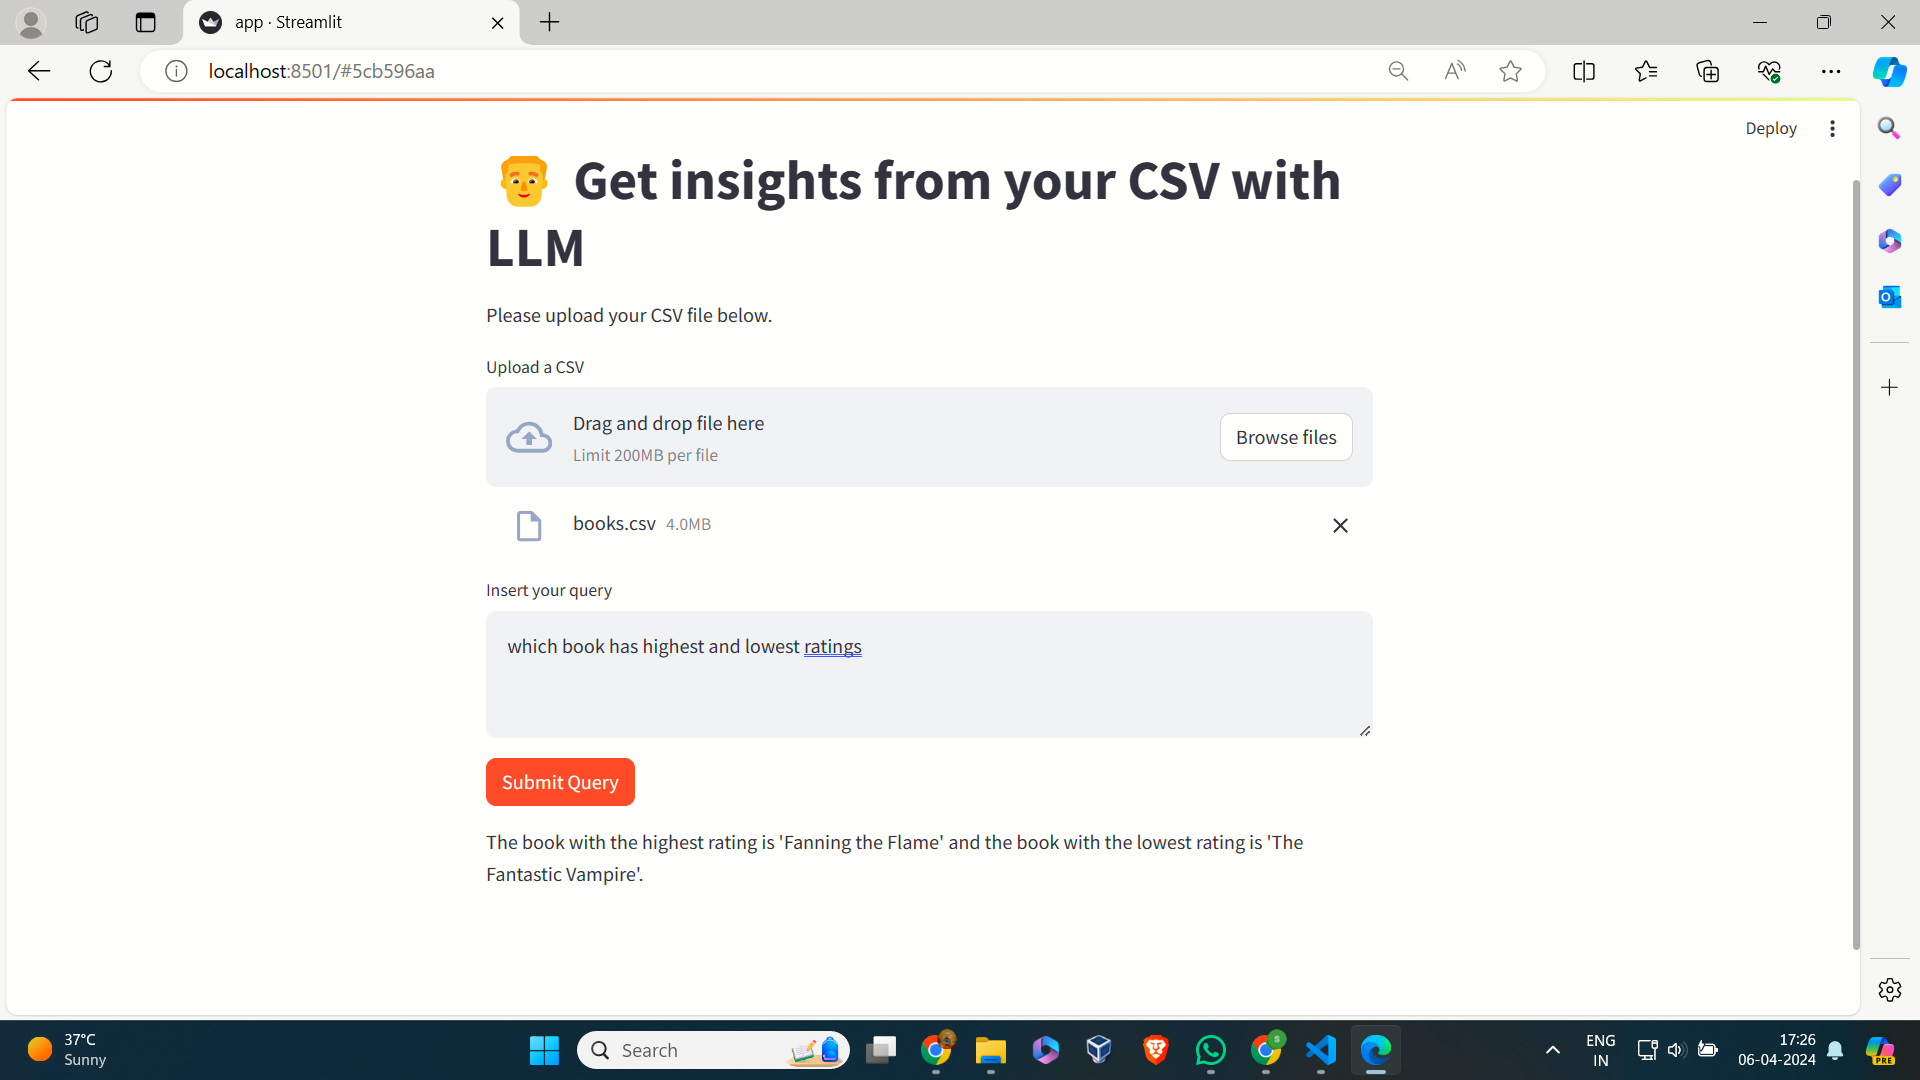 app · Streamlit
localhost:8501/#5cb596aa
Deploy
Get insights from your CSV with
LLM
Please upload your CSV file below.
Upload a CSV
Drag and drop file here
Limit 200MB per file
Browse files
books.csv 4.0MB
Insert your query
which book has highest and lowest ratings
Submit Query
The book with the highest rating is 'Fanning the Flame' and the book with the lowest rating is 'The
Fantastic Vampire'.
37°C
Sunny
Search
ENG
IN
17:26
06-04-2024
PRE